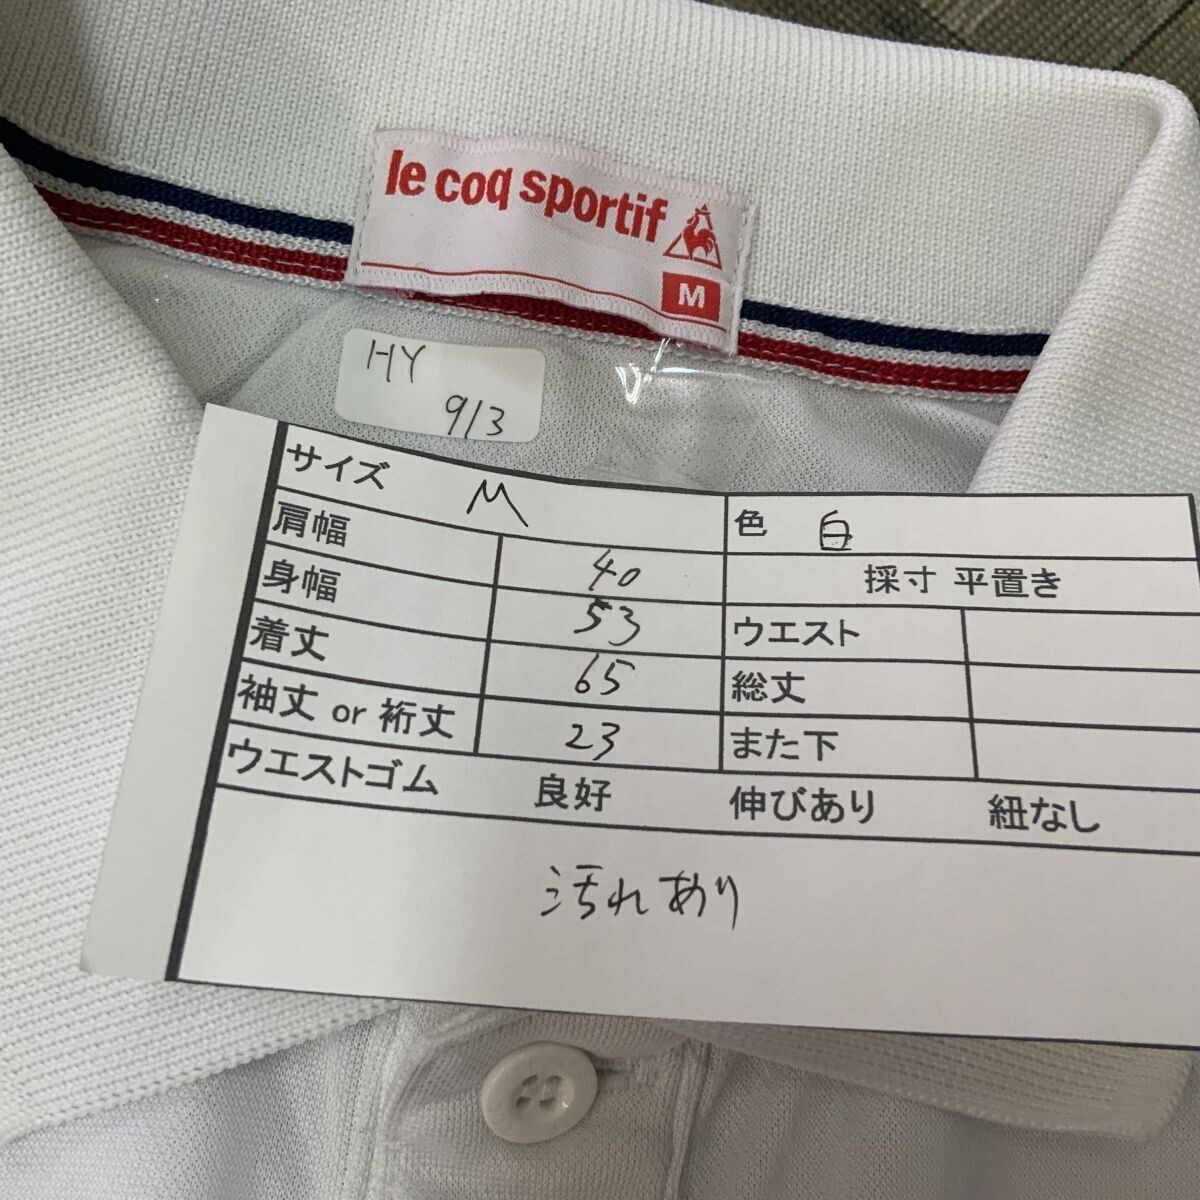 le coq sportif
M
HY
9/3
サイズ M
色 白
肩幅 40
採寸 平置き
身幅 53
ウエスト
着丈 65
総丈
袖丈 or 裄丈 23
また下
ウエストゴム 良好 伸びあり 紐なし
汚れあり